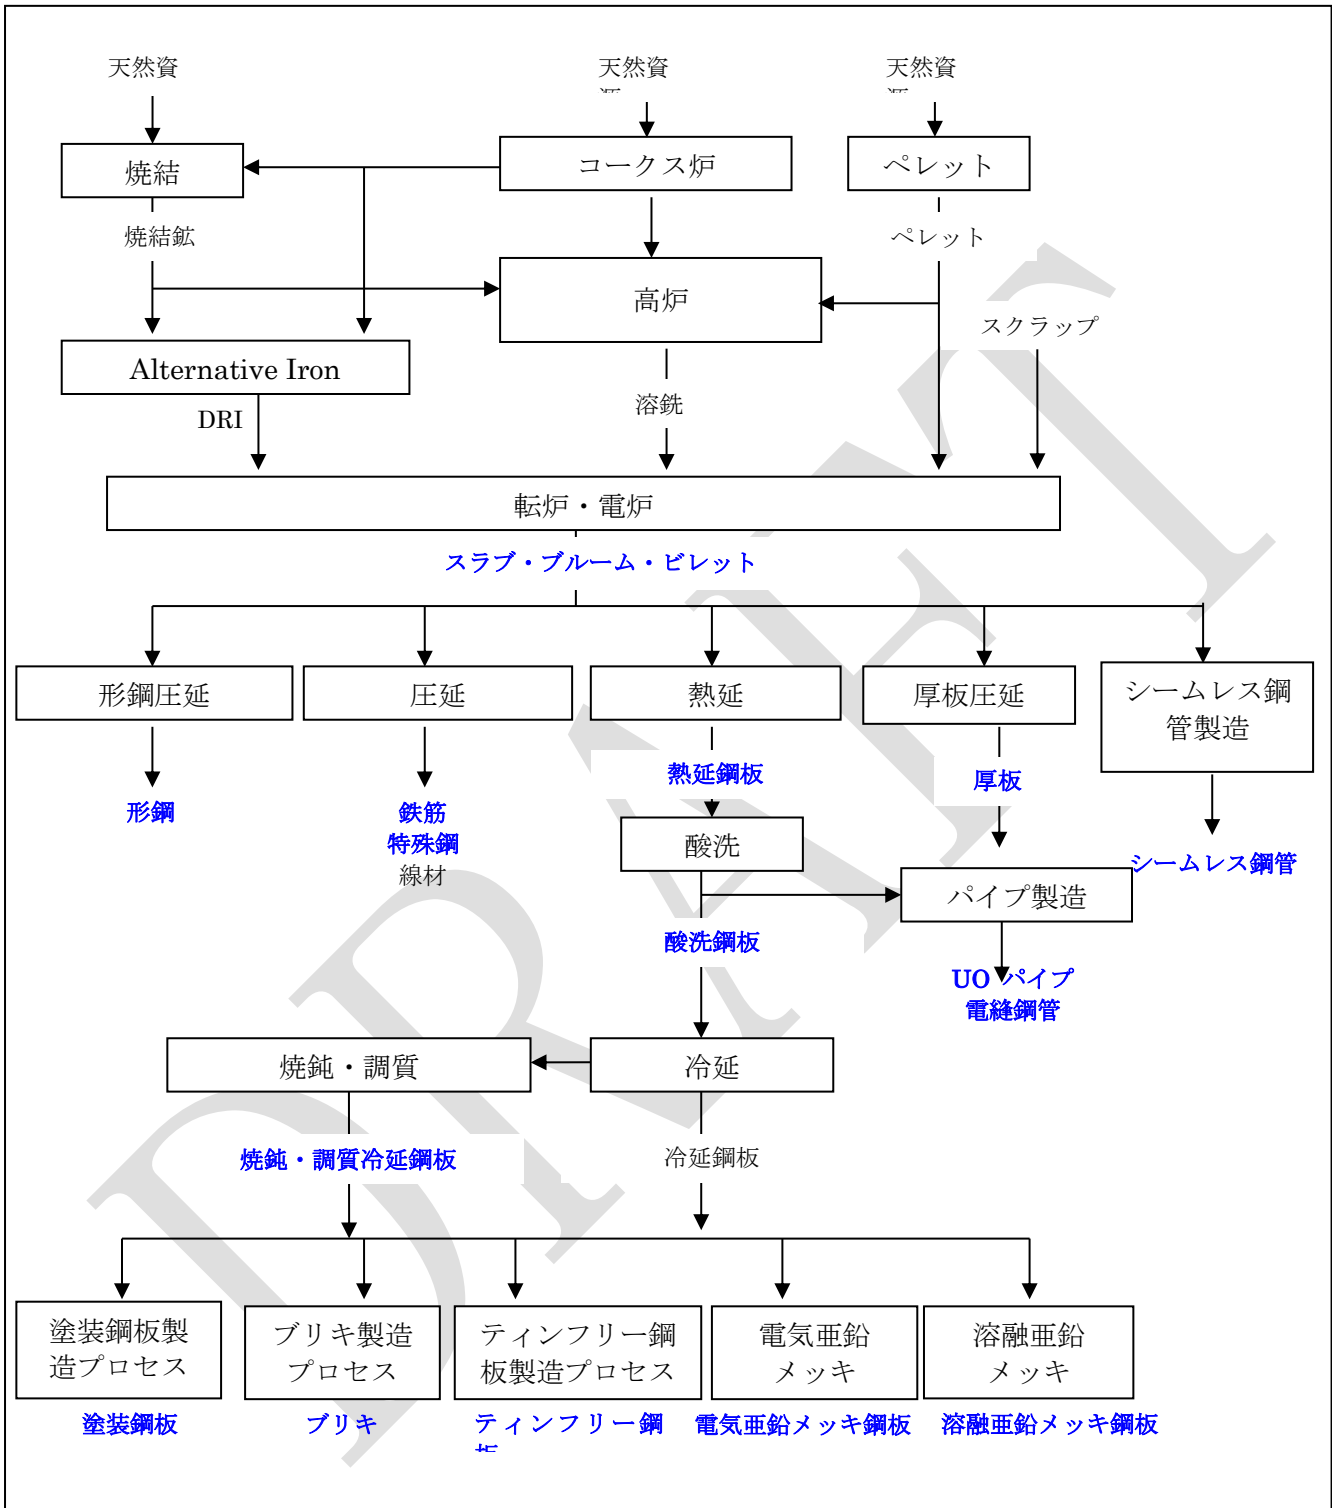 天然資
天然資
天然資
焼結
コークス炉
ペレット
焼結鉱
ペレット
高炉
スクラップ
Alternative Iron
DRI
溶銑
転炉・電炉
スラブ・ブルーム・ビレット
形鋼圧延
圧延
熱延
厚板圧延
シームレス鋼
管製造
熱延鋼板
厚板
形鋼
鉄筋
特殊鋼
線材
酸洗
シームレス鋼管
パイプ製造
酸洗鋼板
UO パイプ
電縫鋼管
焼鈍・調質
冷延
焼鈍・調質冷延鋼板
冷延鋼板
塗装鋼板製
造プロセス
ブリキ製造
プロセス
ティンフリー鋼
板製造プロセス
電気亜鉛
メッキ
溶融亜鉛
メッキ
塗装鋼板
ブリキ
ティンフリー鋼
電気亜鉛メッキ鋼板
溶融亜鉛メッキ鋼板
DRAFT